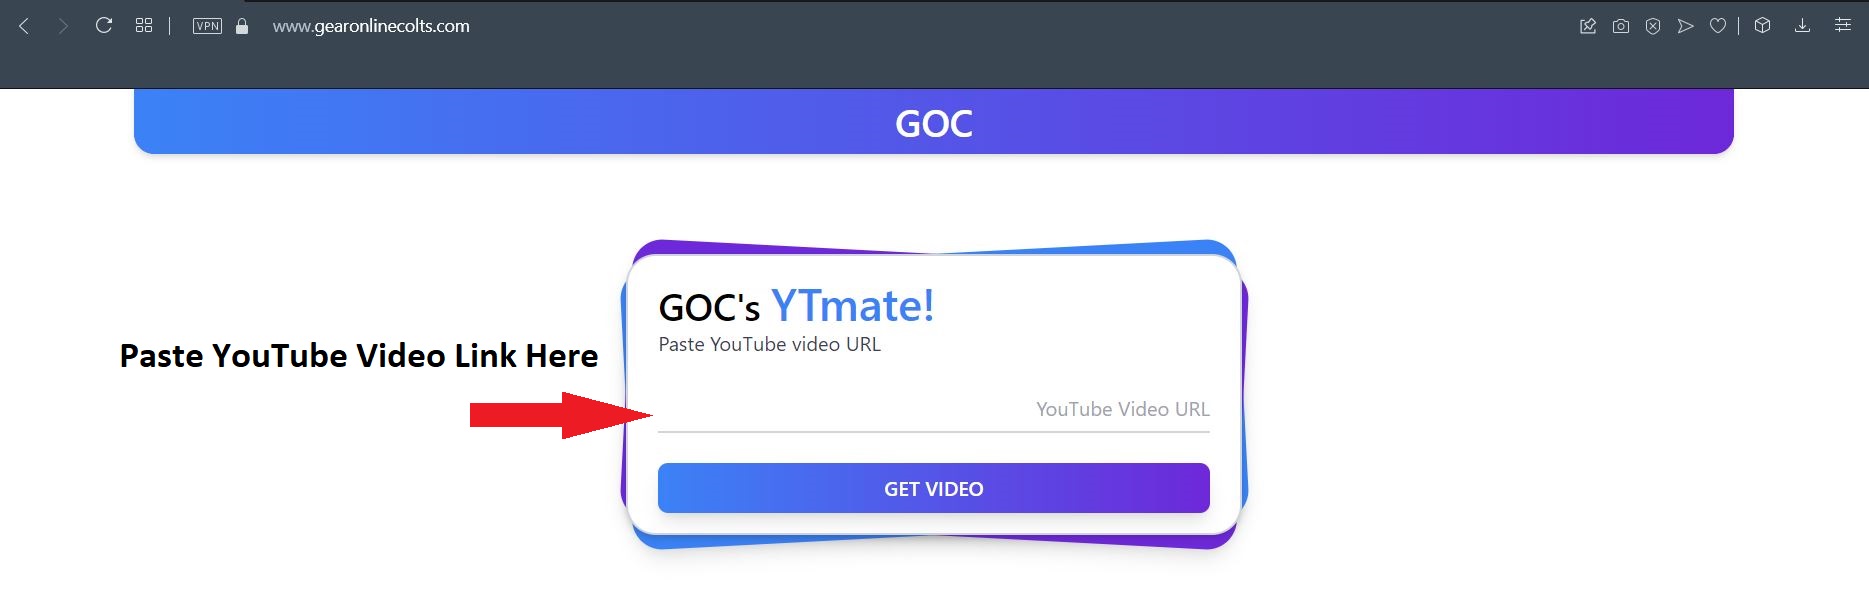 VPN
www.gearonlinecolts.com
GOC
GOC's YTmate!
Paste YouTube video URL
Paste YouTube Video Link Here
YouTube Video URL
GET VIDEO